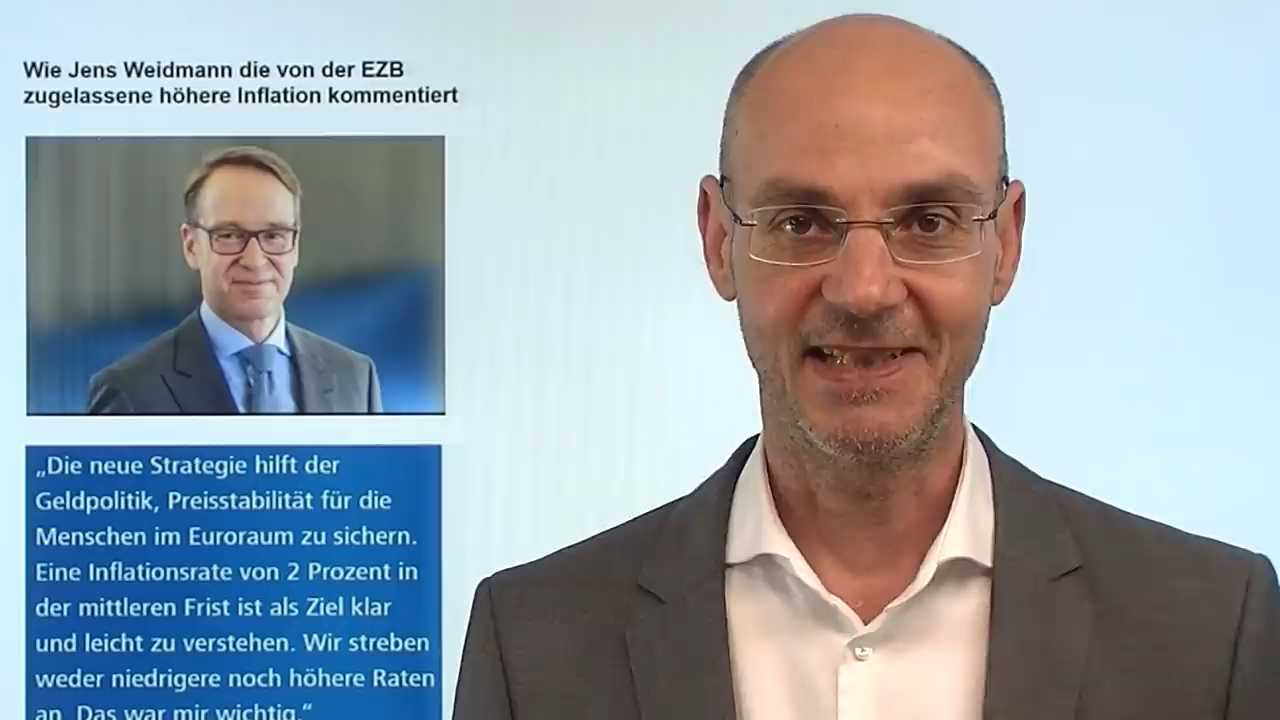 Wie Jens Weidmann die von der EZB
zugelassene höhere Inflation kommentiert
„Die neue Strategie hilft der
Geldpolitik, Preisstabilität für die
Menschen im Euroraum zu sichern.
Eine Inflationsrate von 2 Prozent in
der mittleren Frist ist als Ziel klar
und leicht zu verstehen. Wir streben
weder niedrigere noch höhere Raten
an. Das war mir wichtig.“